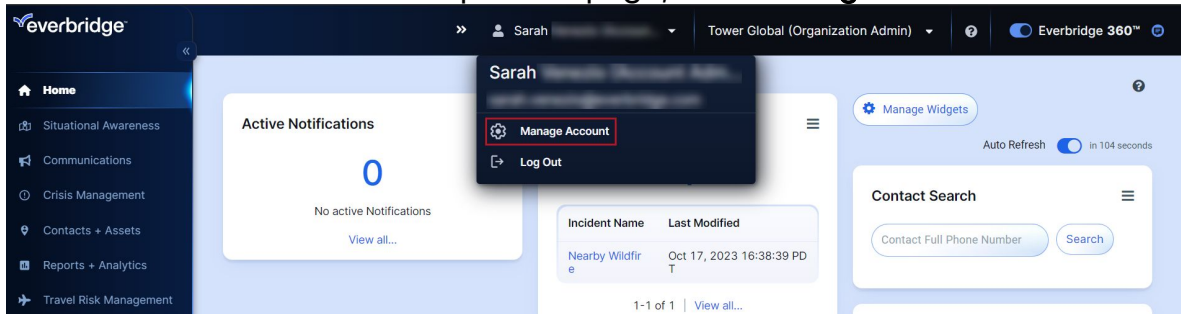 everbridge
Sarah
Tower Global (Organization Admin)
Everbridge 360™
Home
Situational Awareness
Communications
Crisis Management
Contacts + Assets
Reports + Analytics
Travel Risk Management
Sarah
Manage Account
Log Out
Active Notifications
0
No active Notifications
View all...
Incident Name Last Modified
Nearby Wildfir Oct 17, 2023 16:38:39 PD
e T
1-1 of 1 | View all...
Manage Widgets
Auto Refresh in 104 seconds
Contact Search
Contact Full Phone Number Search